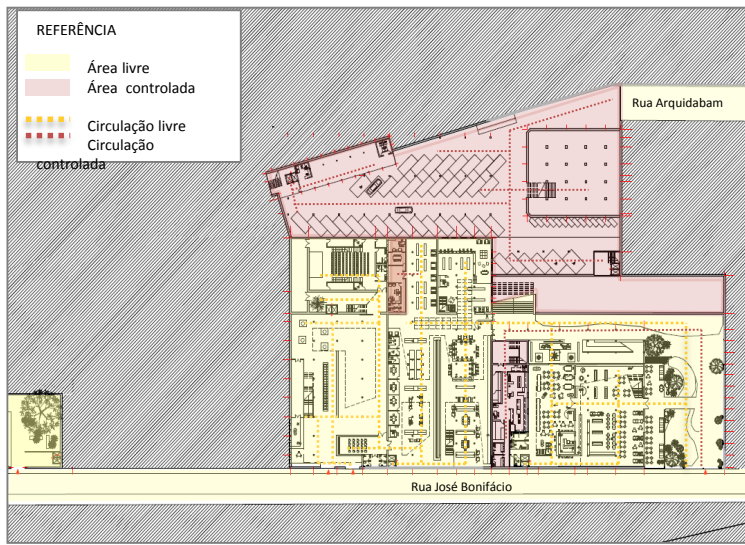 REFERÊNCIA
Área livre
Área controlada
Circulação livre
Circulação
controlada
Rua Arquidabam
Rua José Bonifácio